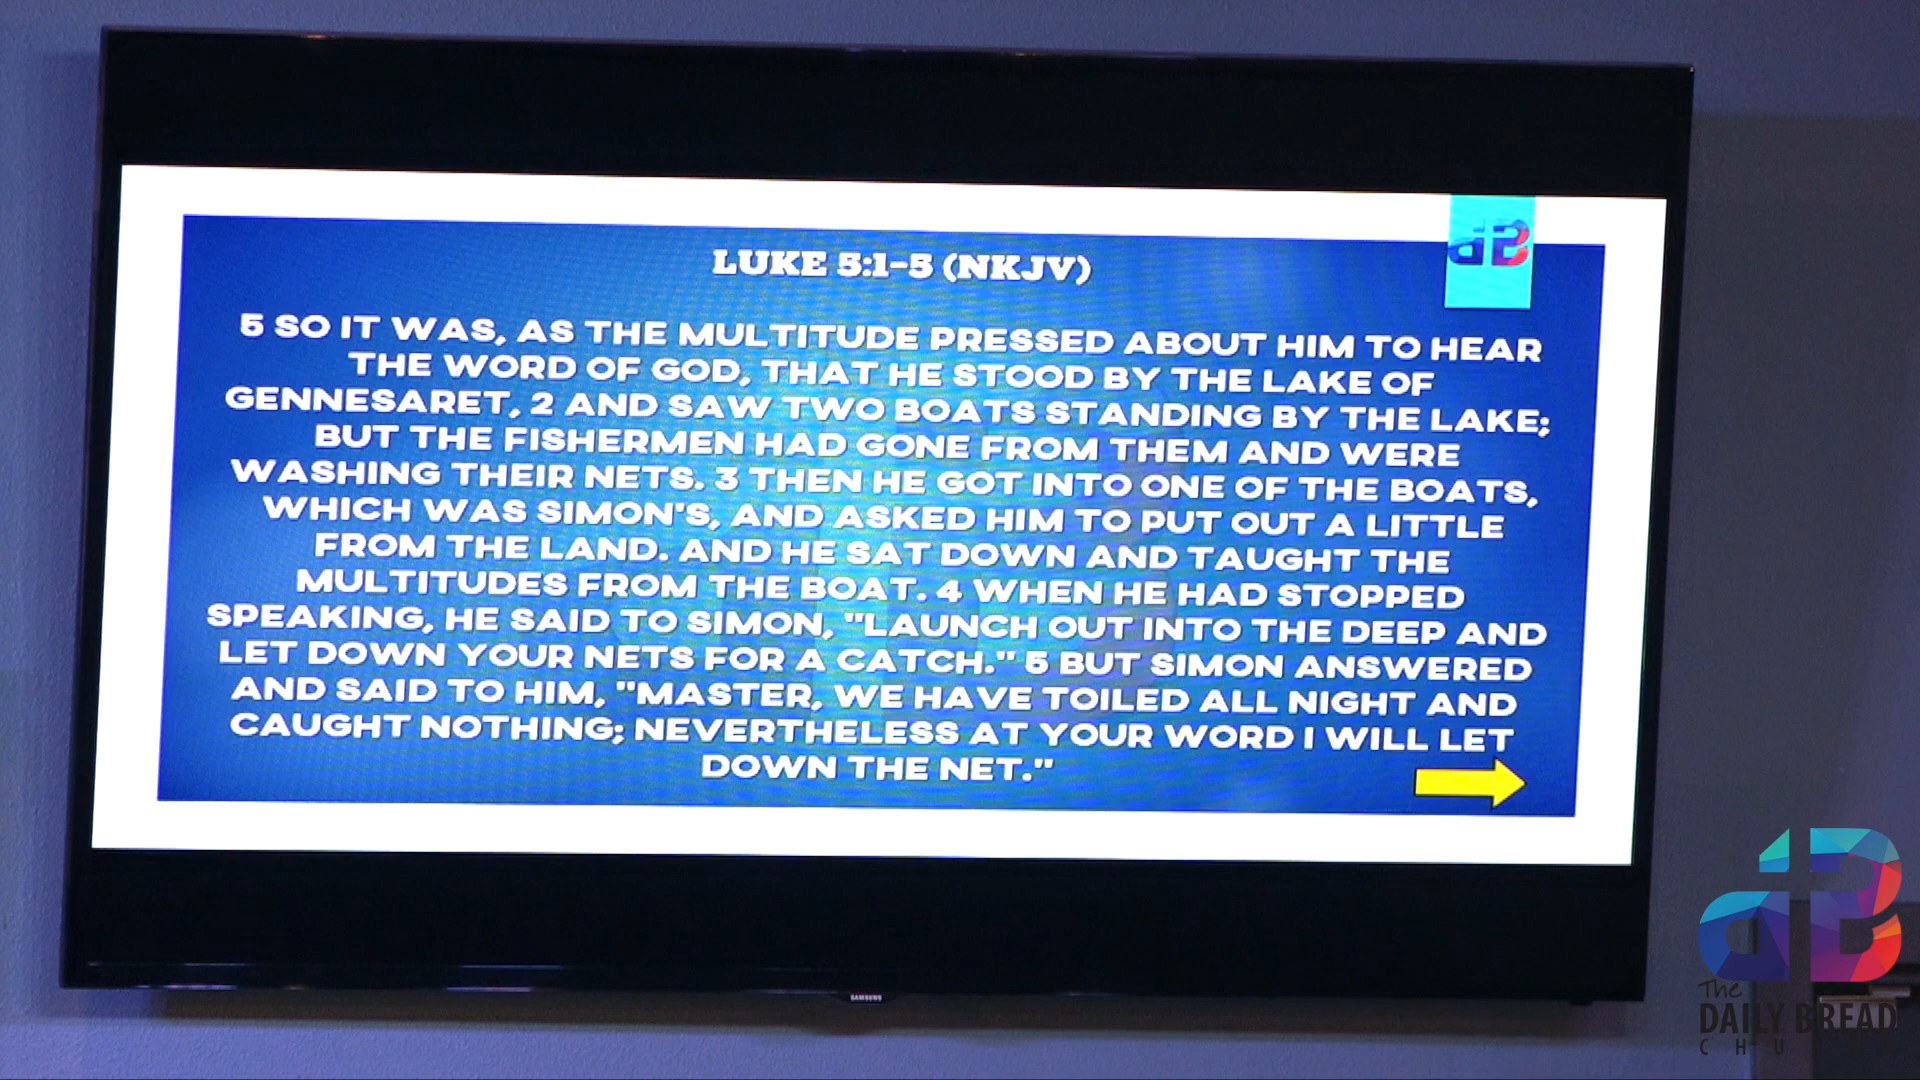 LUKE 5:1-5 (NKJV)
5 SO IT WAS, AS THE MULTITUDE PRESSED ABOUT HIM TO HEAR
THE WORD OF GOD, THAT HE STOOD BY THE LAKE OF
GENNESARET, 2 AND SAW TWO BOATS STANDING BY THE LAKE;
BUT THE FISHERMEN HAD GONE FROM THEM AND WERE
WASHING THEIR NETS. 3 THEN HE GOT INTO ONE OF THE BOATS,
WHICH WAS SIMON'S, AND ASKED HIM TO PUT OUT A LITTLE
FROM THE LAND. AND HE SAT DOWN AND TAUGHT THE
MULTITUDES FROM THE BOAT. 4 WHEN HE HAD STOPPED
SPEAKING, HE SAID TO SIMON, "LAUNCH OUT INTO THE DEEP AND
LET DOWN YOUR NETS FOR A CATCH." 5 BUT SIMON ANSWERED
AND SAID TO HIM, "MASTER, WE HAVE TOILED ALL NIGHT AND
CAUGHT NOTHING; NEVERTHELESS AT YOUR WORD I WILL LET
DOWN THE NET."
dB
SAMSUNG
dB
The
DAILY BREAD